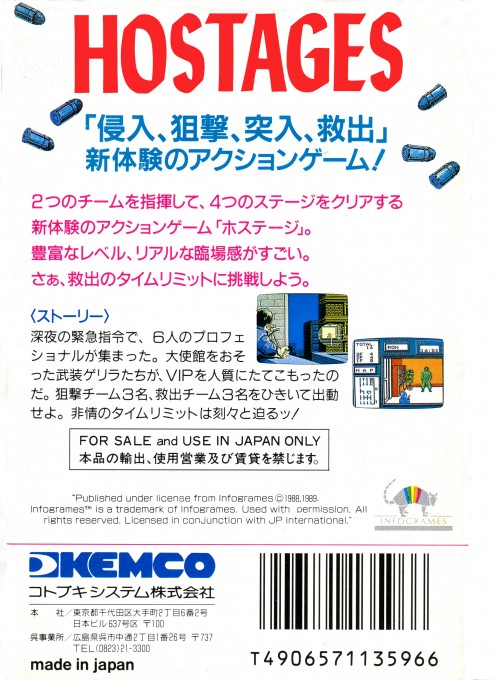 HOSTAGES
「侵入、狙撃、突入、救出」
新体験のアクションゲーム!
2つのチームを指揮して、4つのステージをクリアする
新体験のアクションゲーム「ホステージ」。
豊富なレベル、リアルな臨場感がすごい。
さぁ、救出のタイムリミットに挑戦しよう。
〈ストーリー〉
深夜の緊急指令で、6人のプロフェ
ショナルが集まった。大使館をおそ
った武装ゲリラたちが、VIPを人質にたてこもったの
だ。狙撃チーム3名、救出チーム3名をひきいて出動
せよ。非情のタイムリミットは刻々と迫るッ!
TOTAL
MAP
FOR SALE and USE IN JAPAN ONLY
本品の輸出、使用営業及び賃貸を禁じます。
"Published under license from Infogrames ©1988,1989.
Infogrames™ is a trademark of Infogrames. Used with permission. All
rights reserved. Licensed in conjunction with JP International."
INFOGRAMES
KEMCO
コトブキシステム株式会社
本 社/東京都千代田区大手町2丁目6番2号
日本ビル637号区 〒100
呉事業所/広島県呉市中通2丁目1番26号 〒737
TEL(0823)21-3300
made in japan
T4906571135966